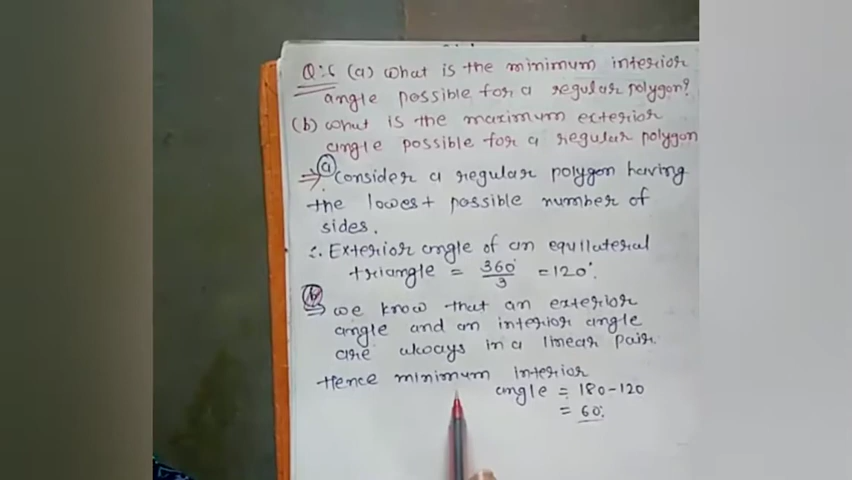 Q:6 (a) What is the minimum interior
angle possible for a regular polygon?
(b) What is the maximum exterior
angle possible for a regular polygon
⇒ (a) Consider a regular polygon having
the lowest possible number of
sides.
∴ Exterior angle of an equilateral
triangle = 360°/3 = 120°.
(b) ⇒ we know that an exterior
angle and an interior angle
are always in a linear pair.
Hence minimum interior
angle = 180-120
= 60°.